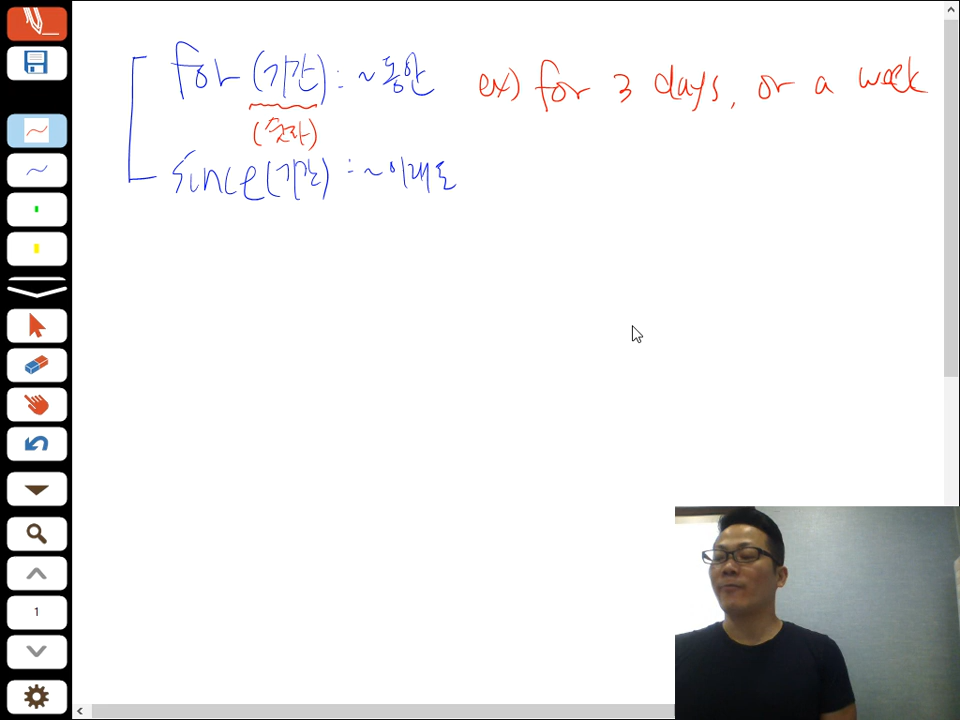 for (기간) : ~동안 ex) for 3 days, or a week
(숫자)
since(기간) : ~이래로
1